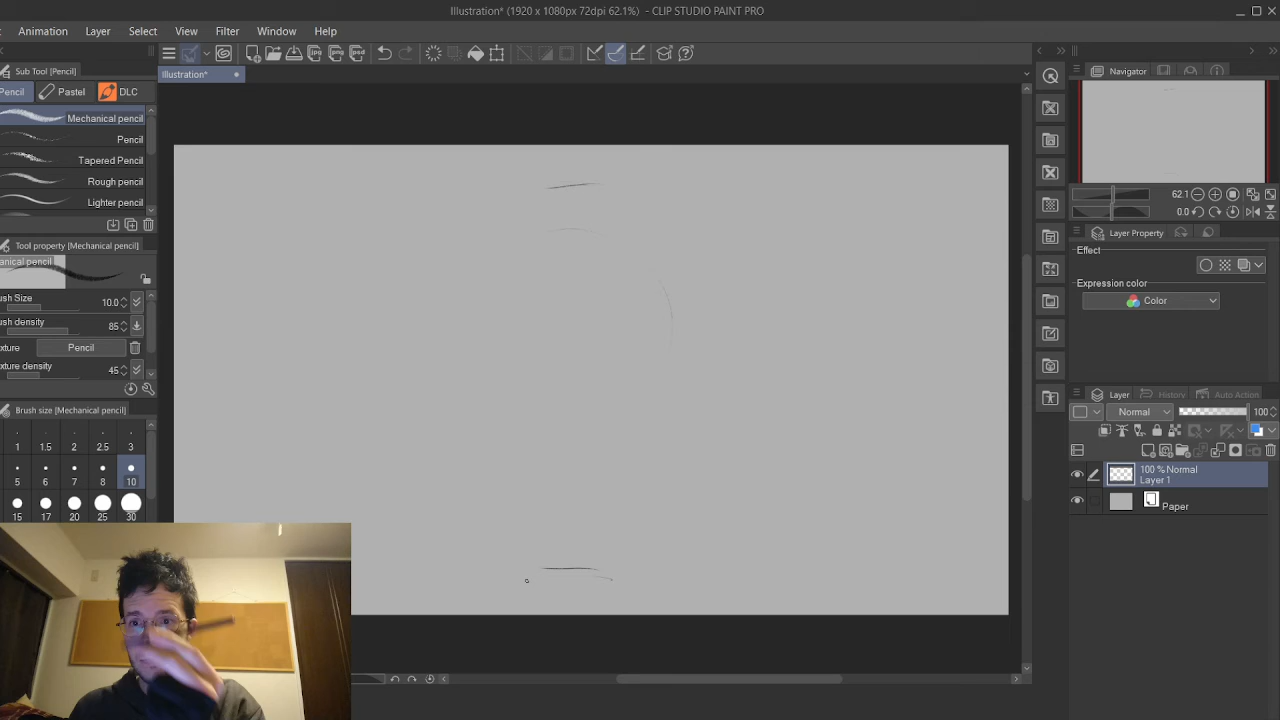 Illustration* (1920 x 1080px 72dpi 62.1%) - CLIP STUDIO PAINT PRO
Animation Layer Select View Filter Window Help
Sub Tool [Pencil]
Illustration*
Navigator
Pencil Pastel DLC
Mechanical pencil
Pencil
Tapered Pencil
Rough pencil
Lighter pencil
62.1
0.0
Tool property [Mechanical pencil]
Layer Property
anical pencil
Effect
ush Size 10.0
Expression color
ush density 85
Color
xture Pencil
xture density 45
Layer History Auto Action
Brush size [Mechanical pencil]
Normal 100
1 1.5 2 2.5 3
5 6 7 8 10
100 % Normal
Layer 1
Paper
15 17 20 25 30